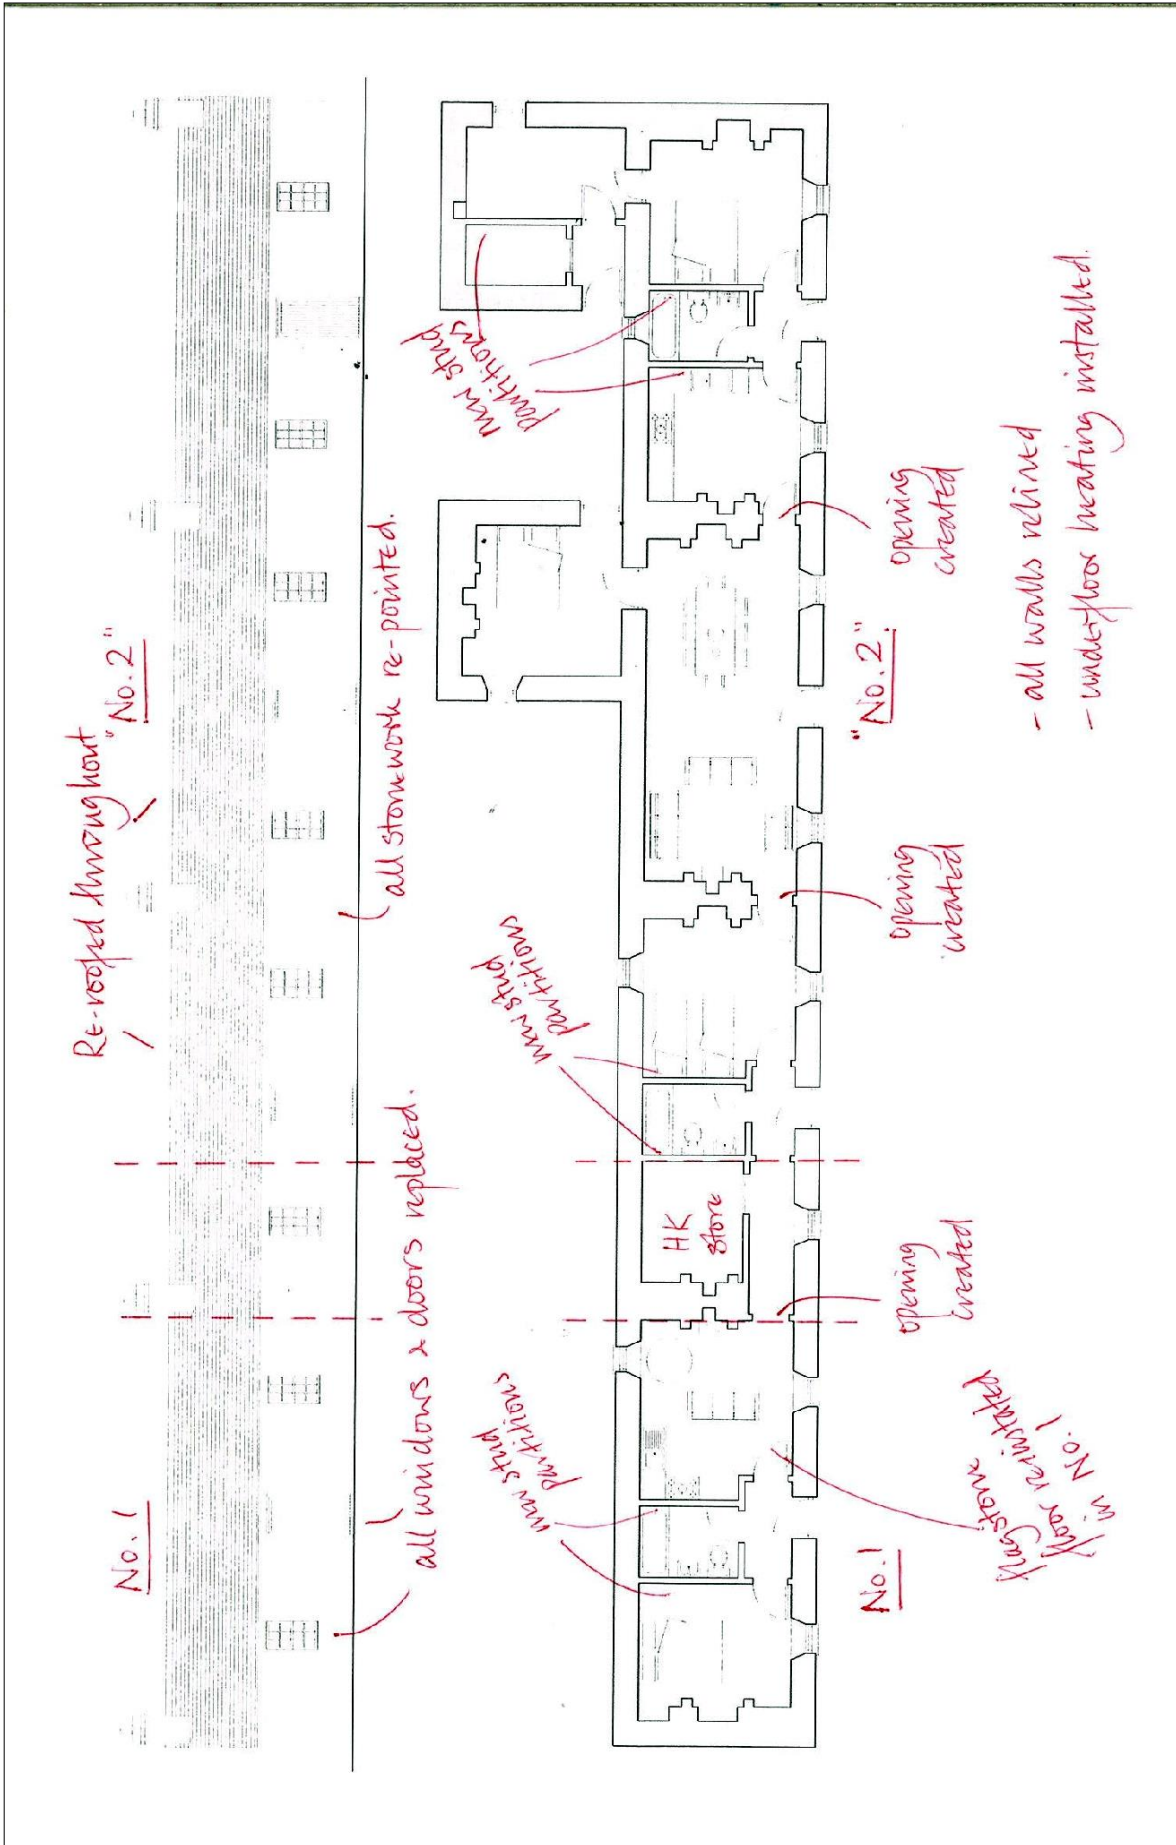 Re-roofed throughout
No. 1
"No. 2"
all windows & doors replaced.
all stonework re-pointed.
new stud
partitions
new stud
partitions
new stud
partitions
HK
Store
No. 1
flagstone
floor reinstated
in No. 1
opening
created
opening
created
"No. 2"
opening
created
- all walls relined
- underfloor heating installed.